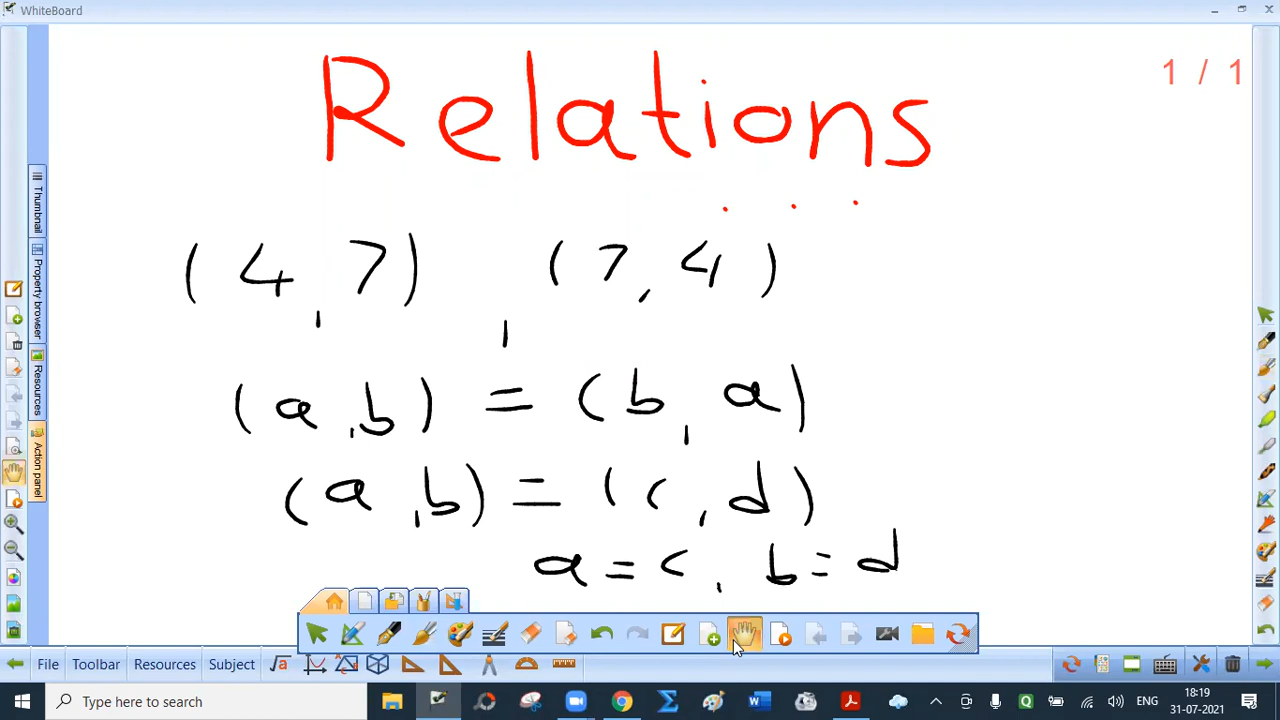 WhiteBoard
1 / 1
Relations
(4, 7) , (7, 4)
(a, b) = (b, a)
(a, b) = (c, d)
a = c, b = d
Thumbnail
Property browser
Resources
Action panel
File Toolbar Resources Subject
Type here to search
ENG
18:19
31-07-2021